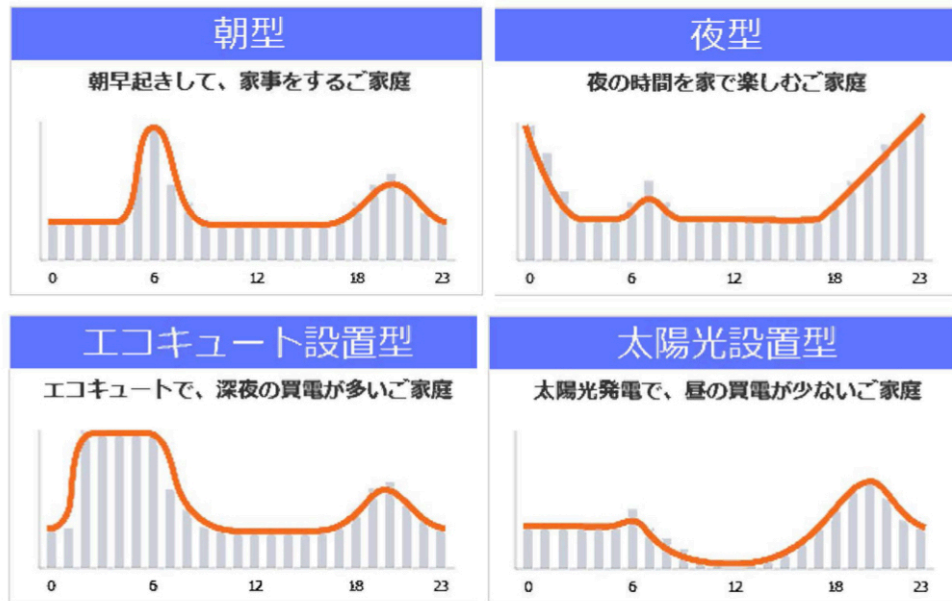 朝型
朝早起きして、家事をするご家庭
0 6 12 18 23
夜型
夜の時間を家で楽しむご家庭
0 6 12 18 23
エコキュート設置型
エコキュートで、深夜の買電が多いご家庭
0 6 12 18 23
太陽光設置型
太陽光発電で、昼の買電が少ないご家庭
0 6 12 18 23